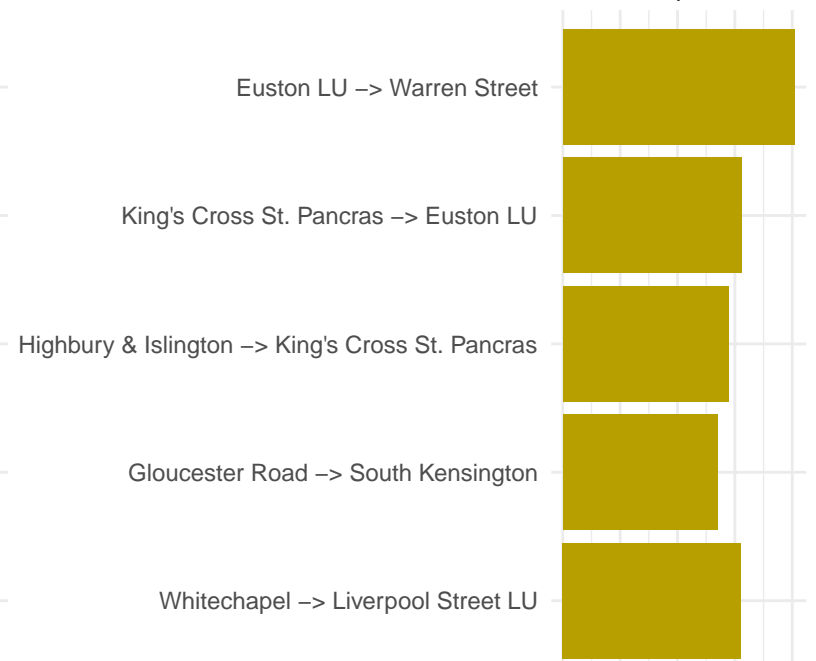 Euston LU −> Warren Street
King's Cross St. Pancras −> Euston LU
Highbury & Islington −> King's Cross St. Pancras
Gloucester Road −> South Kensington
Whitechapel −> Liverpool Street LU